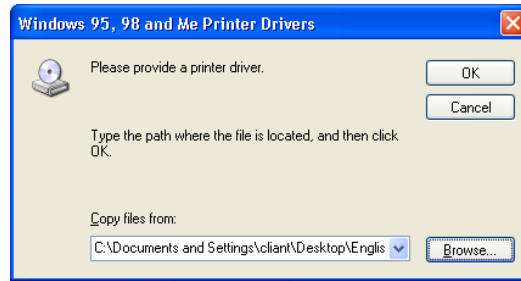 Windows 95, 98 and Me Printer Drivers
Please provide a printer driver.
OK
Cancel
Type the path where the file is located, and then click
OK.
Copy files from:
C:\Documents and Settings\cliant\Desktop\Englis
Browse...